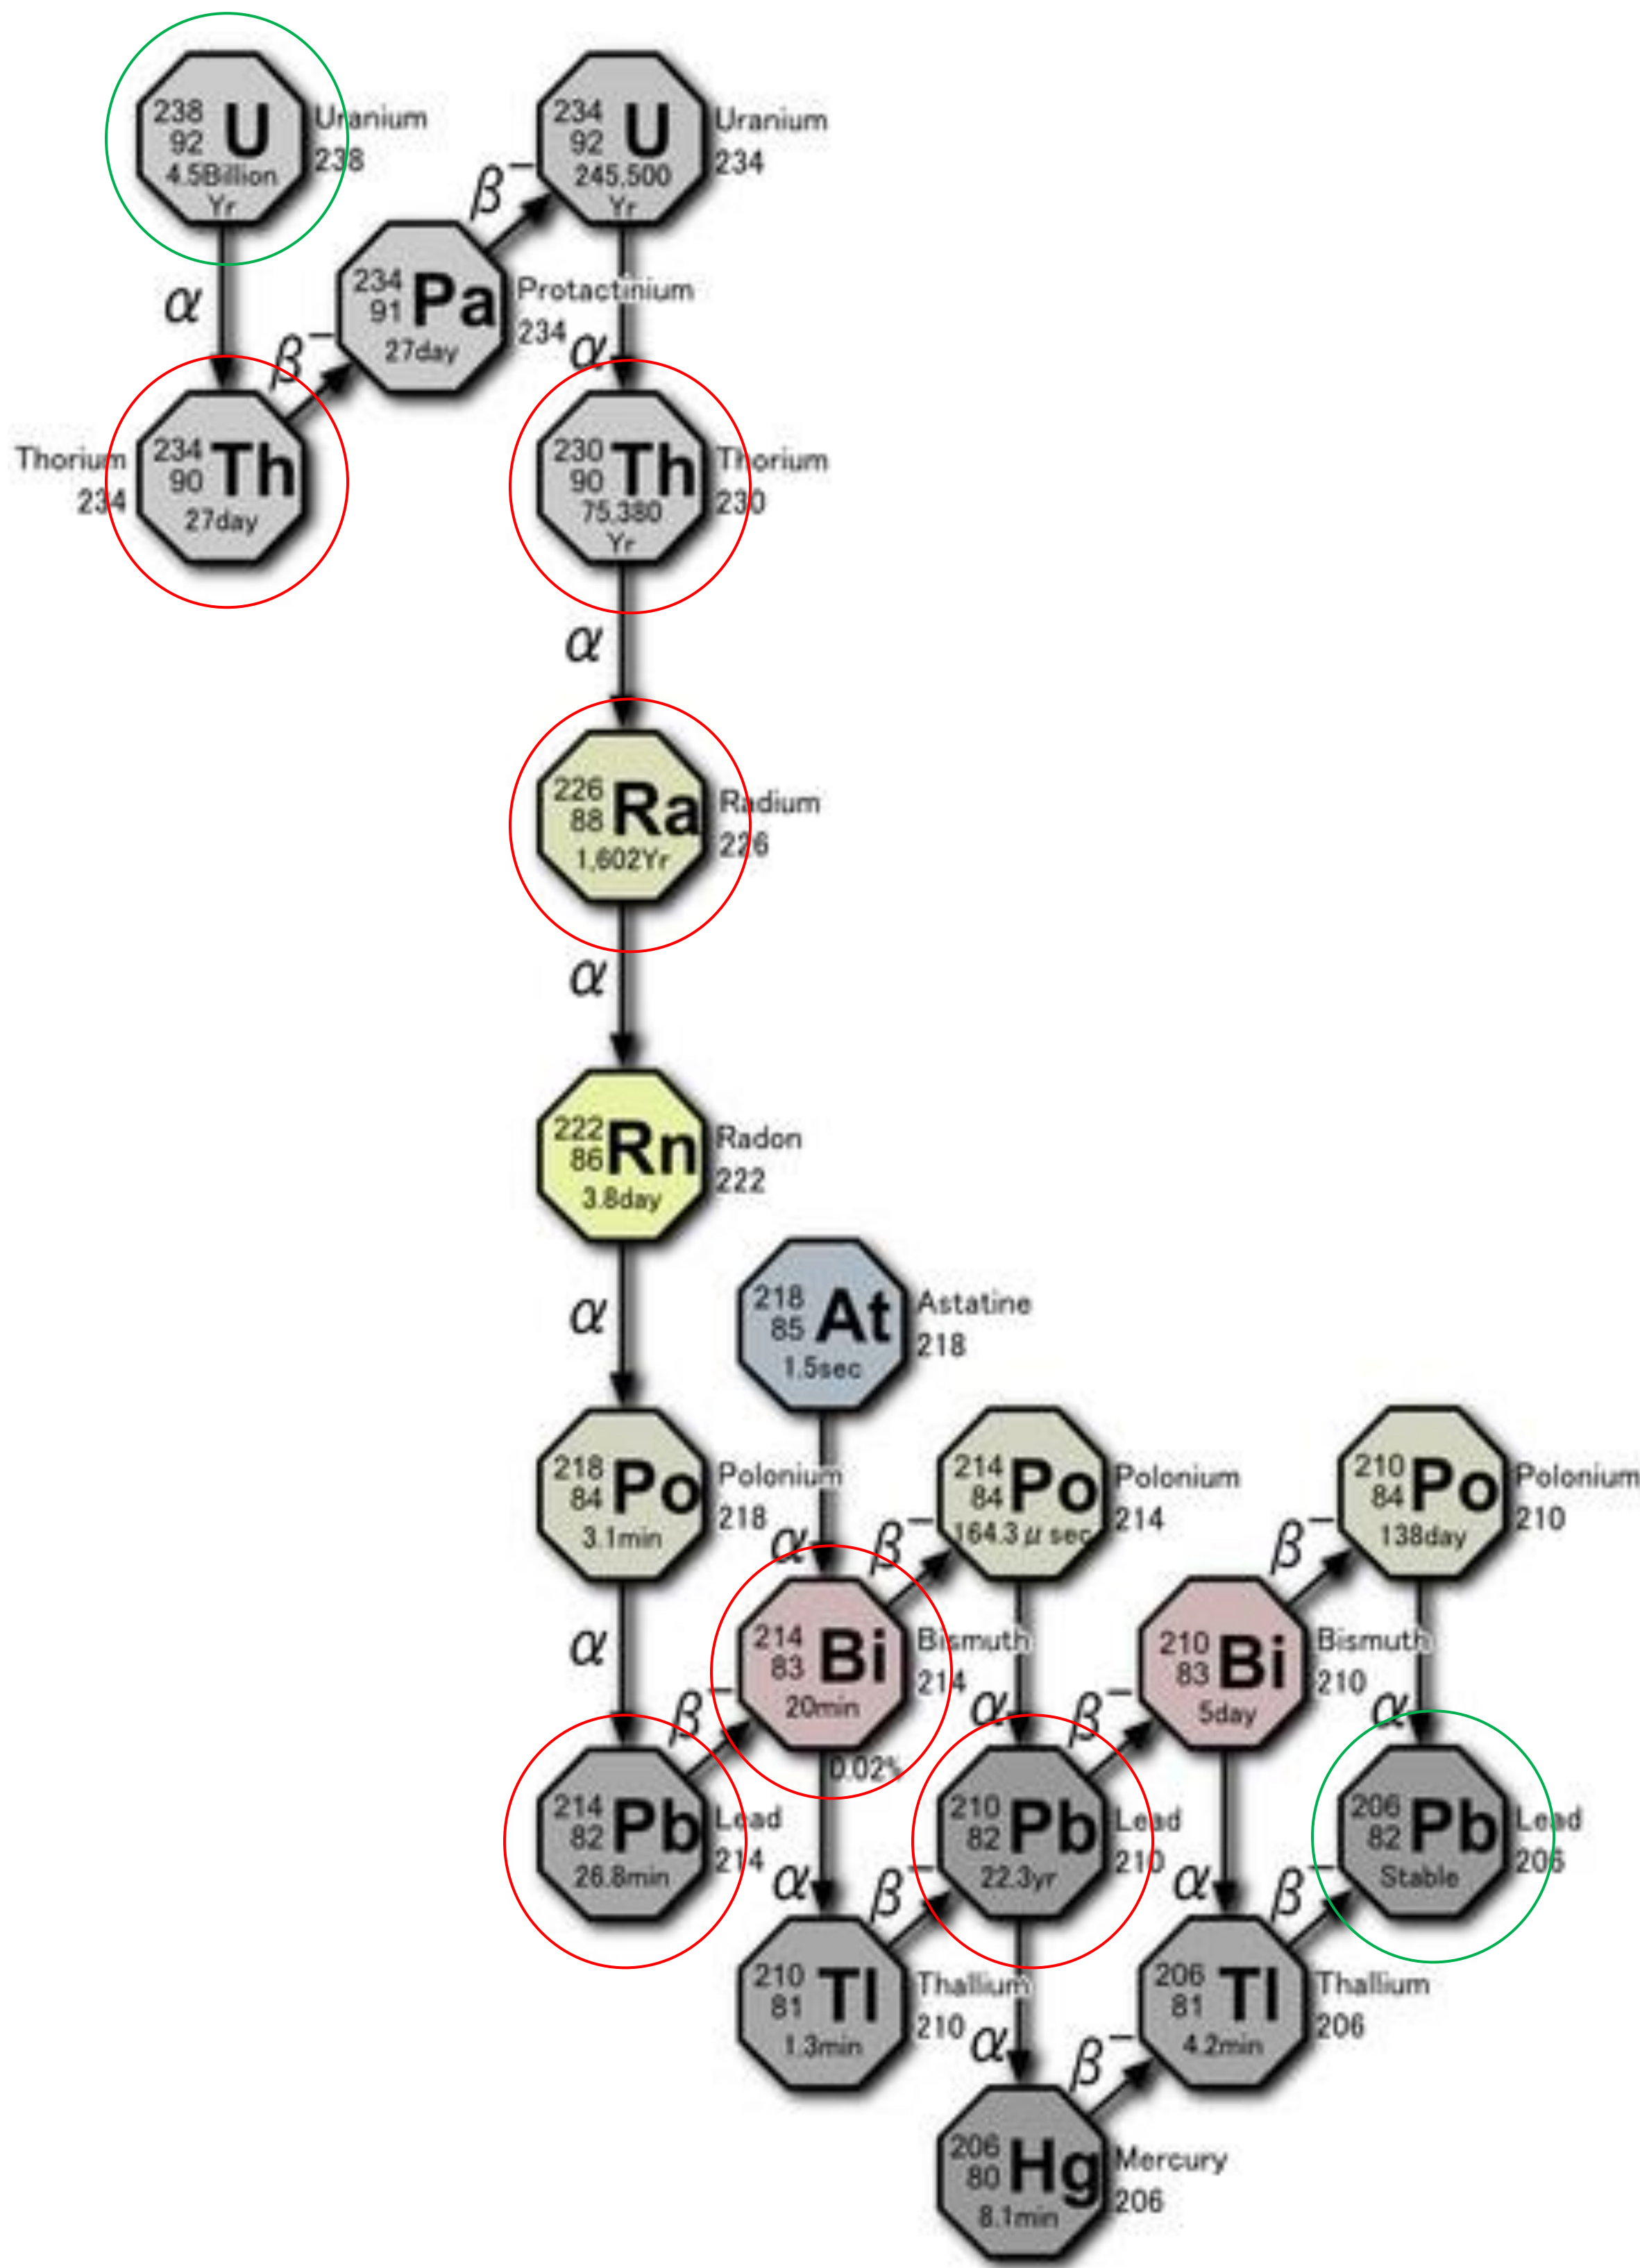 238
92 U
4.5Billion
Yr
Uranium
238
234
92 U
245,500
Yr
Uranium
234
β−
α
234
91 Pa
27day
Protactinium
234
β−
α
Thorium
234
234
90 Th
27day
230
90 Th
75,380
Yr
Thorium
230
α
226
88 Ra
1,602Yr
Radium
226
α
222
86 Rn
3.8day
Radon
222
α
218
85 At
1.5sec
Astatine
218
218
84 Po
3.1min
Polonium
218
α
214
84 Po
164.3 μ sec
Polonium
214
β−
210
84 Po
138day
Polonium
210
β−
α
214
83 Bi
20min
Bismuth
214
β−
0.02%
α
210
83 Bi
5day
Bismuth
210
β−
α
214
82 Pb
26.8min
Lead
214
α
210
82 Pb
22.3yr
Lead
210
β−
α
206
82 Pb
Stable
Lead
206
β−
210
81 Tl
1.3min
Thallium
210
α
206
81 Tl
4.2min
Thallium
206
β−
206
80 Hg
8.1min
Mercury
206